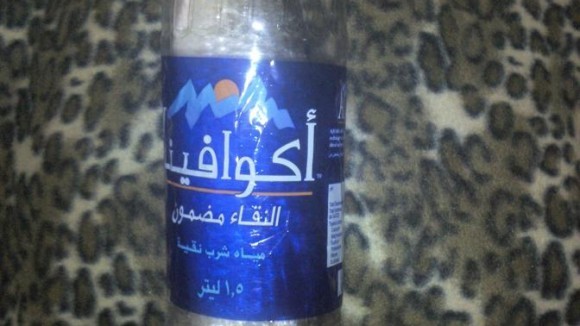 أكوافينا
النقاء مضمون
مياه شرب نقية
١,٥ ليتر